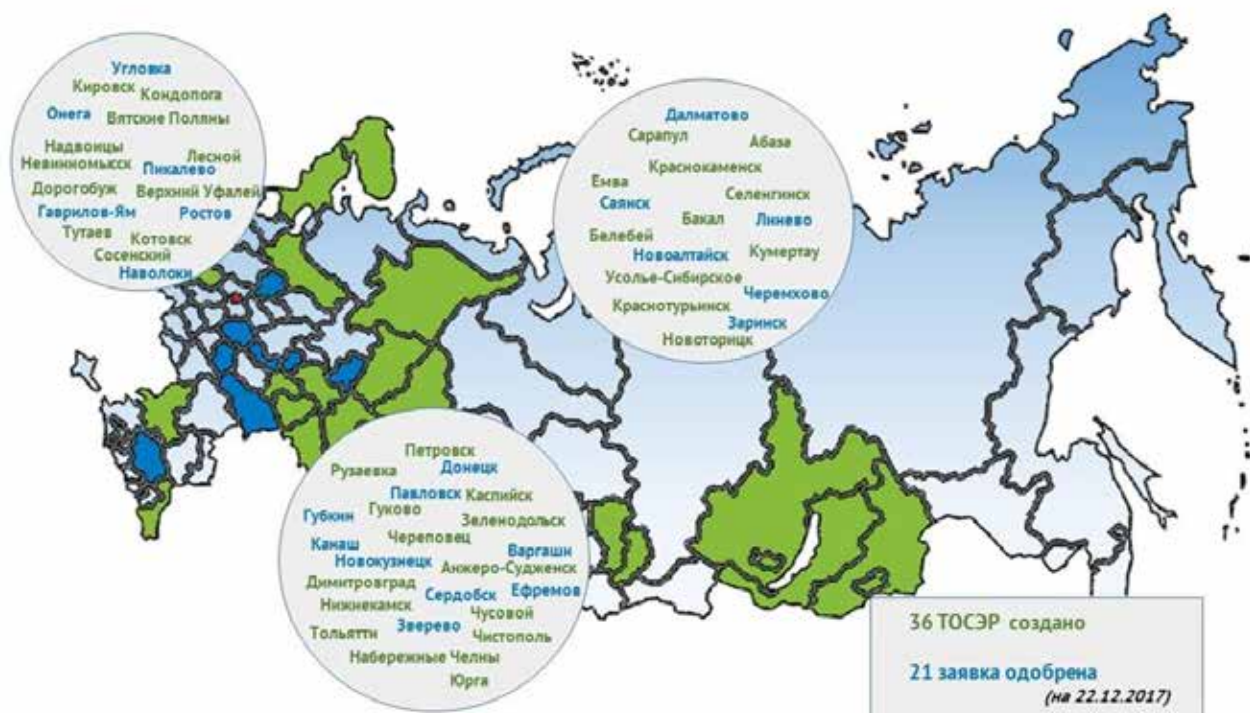 Угловка
Кировск Кондопога
Онега Вятские Поляны
Надвоицы Лесной
Невинномысск Пикалево
Дорогобуж Верхний Уфалей
Гаврилов-Ям Ростов
Тутаев Котовск
Сосенский
Наволоки
Далматово
Сарапул Абаза
Краснокаменск
Емва Селенгинск
Саянск Бакал Линево
Белебей
Новоалтайск Кумертау
Усолье-Сибирское
Черемхово
Краснотурьинск
Заринск
Новоторицк
Петровск
Рузаевка Донецк
Павловск Каспийск
Губкин Гуково Зеленодольск
Череповец
Канаш Варгаши
Новокузнецк Анжеро-Судженск
Димитровград Сердобск Ефремов
Нижнекамск Чусовой
Тольятти Зверево Чистополь
Набережные Челны
Юрга
36 ТОСЭР создано
21 заявка одобрена
(на 22.12.2017)